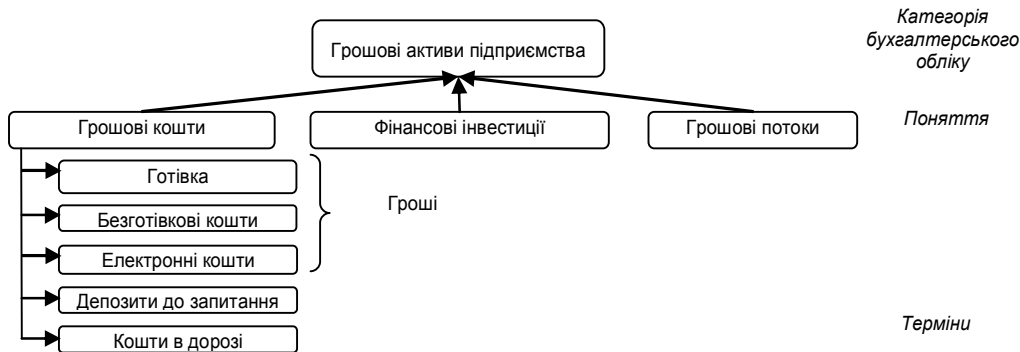 Категорія
бухгалтерського
обліку
Грошові активи підприємства
Грошові кошти
Фінансові інвестиції
Грошові потоки
Поняття
Готівка
Безготівкові кошти
Електронні кошти
Гроші
Депозити до запитання
Кошти в дорозі
Терміни